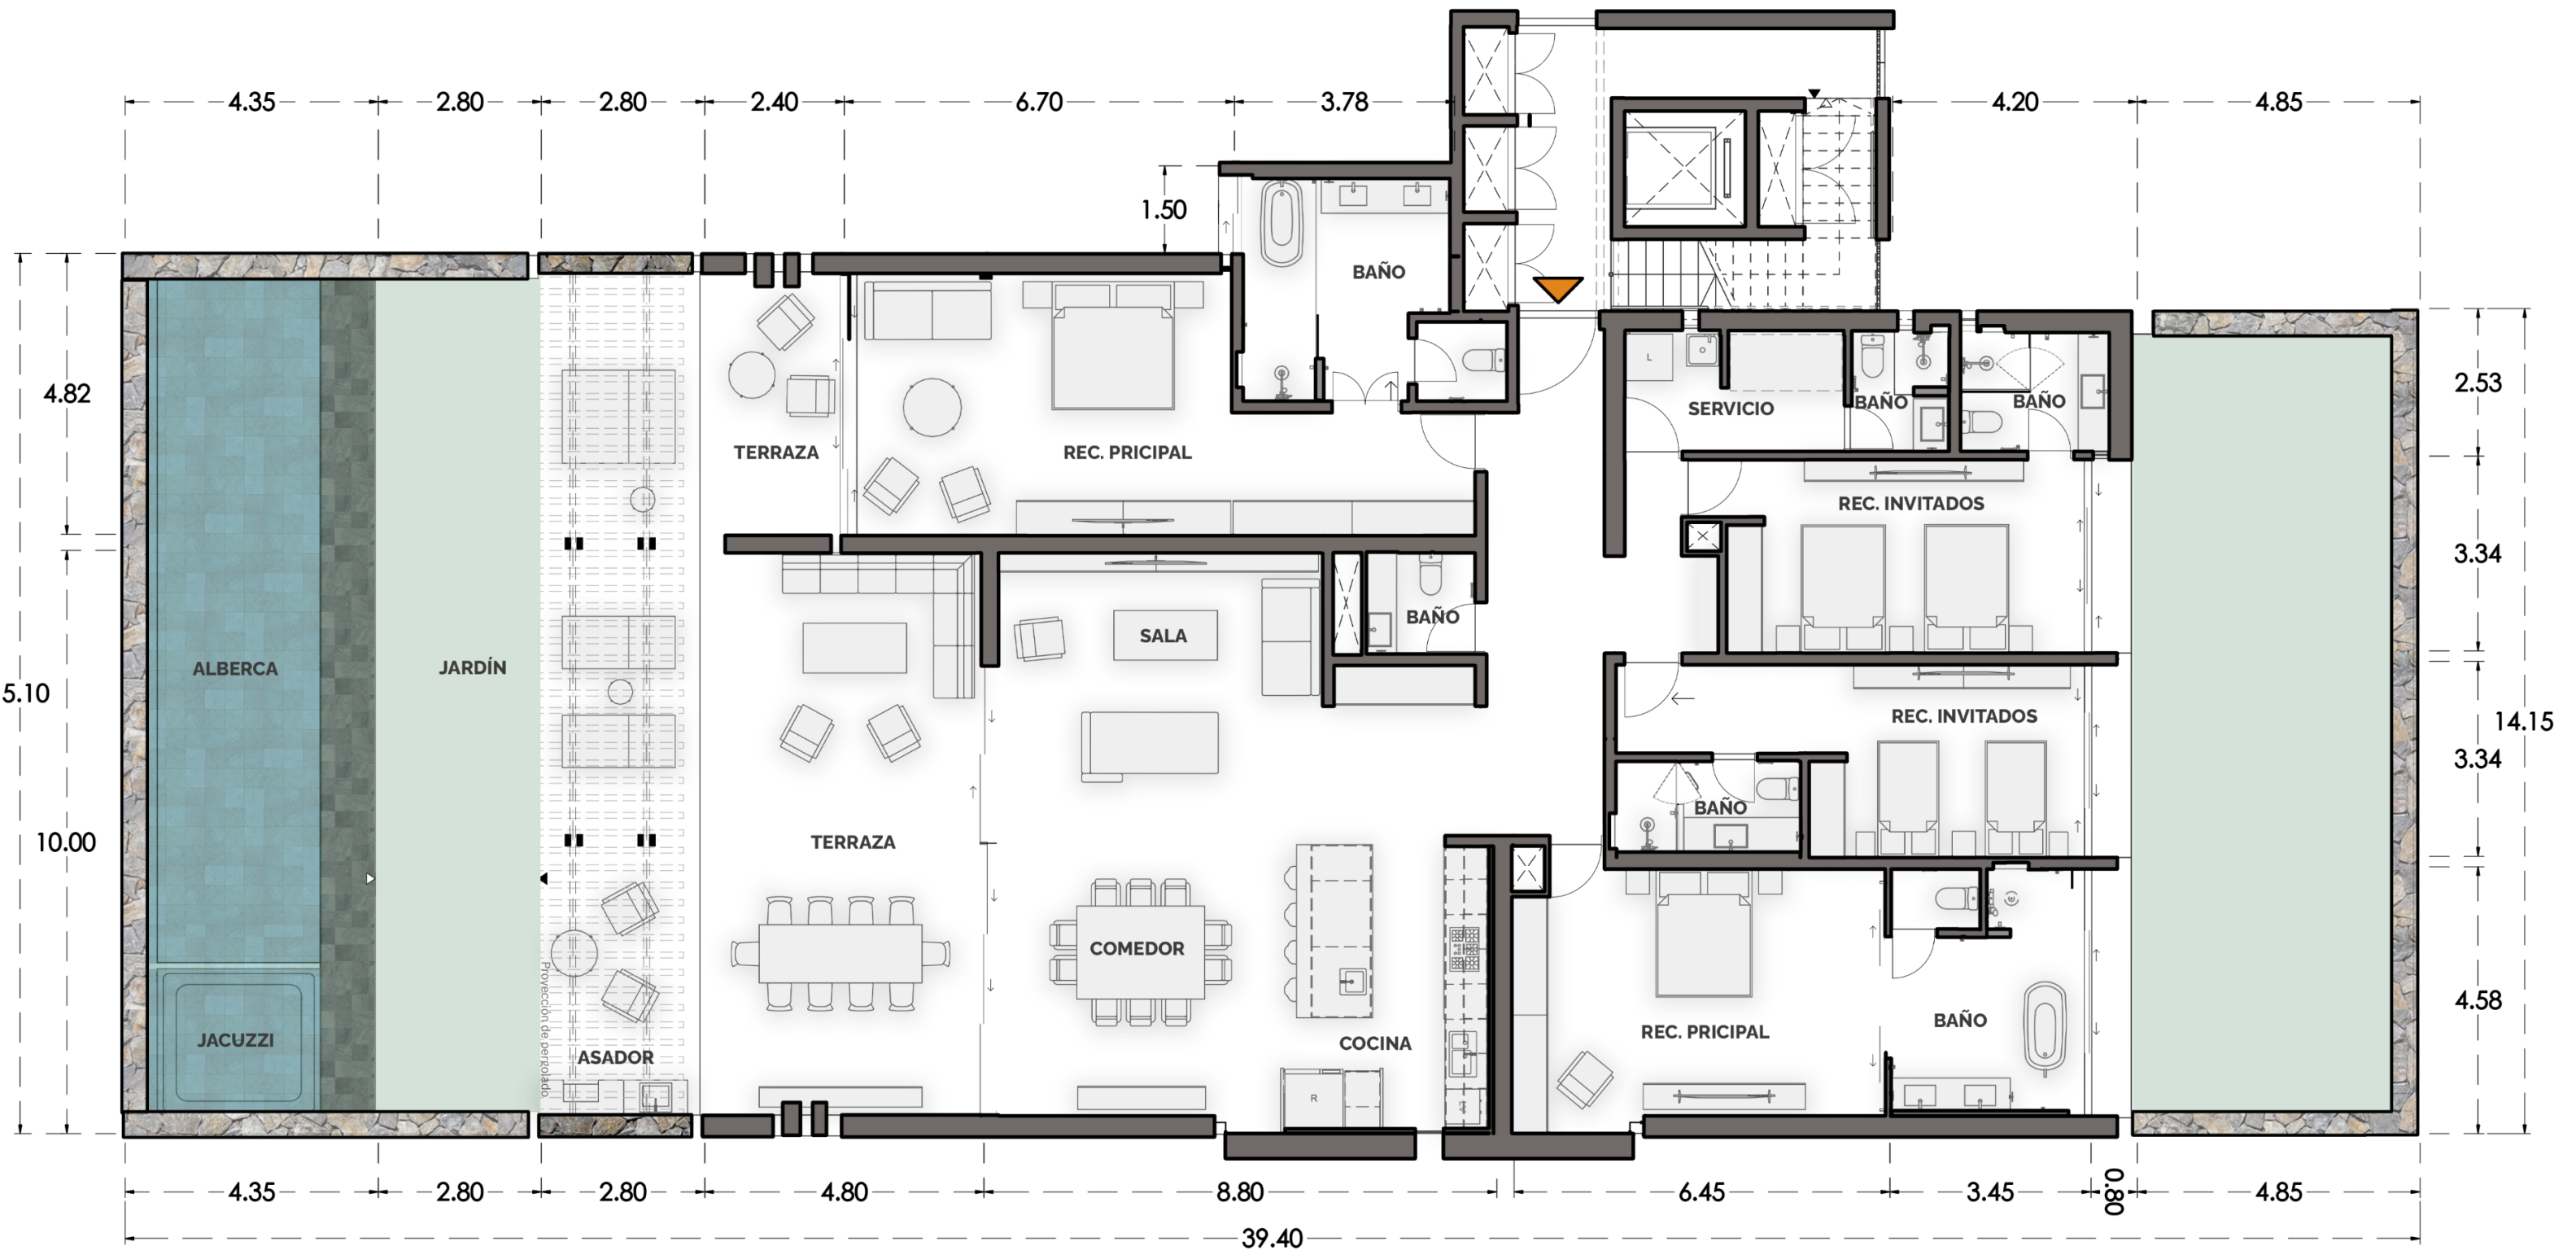 4.35 2.80 2.80 2.40 6.70 3.78 4.20 4.85
1.50
BAÑO
4.82
2.53
L
SERVICIO
BAÑO
BAÑO
TERRAZA
REC. PRICIPAL
REC. INVITADOS
3.34
BAÑO
SALA
ALBERCA
JARDÍN
5.10
REC. INVITADOS
14.15
3.34
BAÑO
10.00
TERRAZA
COMEDOR
4.58
Proyección de pergolado
JACUZZI
ASADOR
COCINA
REC. PRICIPAL
BAÑO
R
4.35 2.80 2.80 4.80 8.80 6.45 3.45 0.80 4.85
39.40